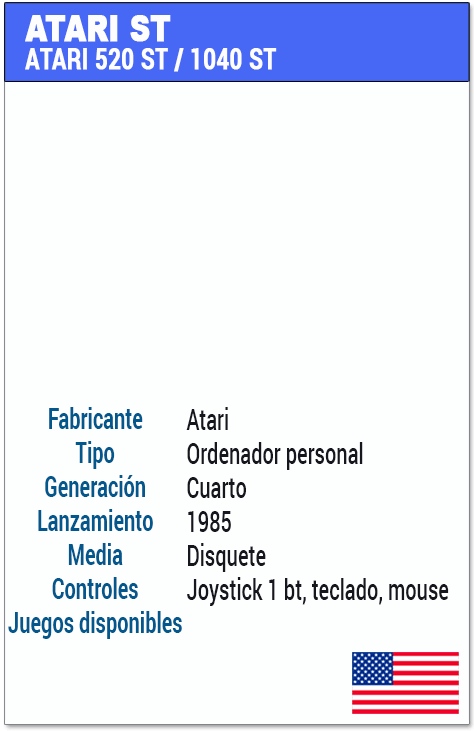 ATARI ST
ATARI 520 ST / 1040 ST
Fabricante Atari
Tipo Ordenador personal
Generación Cuarto
Lanzamiento 1985
Media Disquete
Controles Joystick 1 bt, teclado, mouse
Juegos disponibles